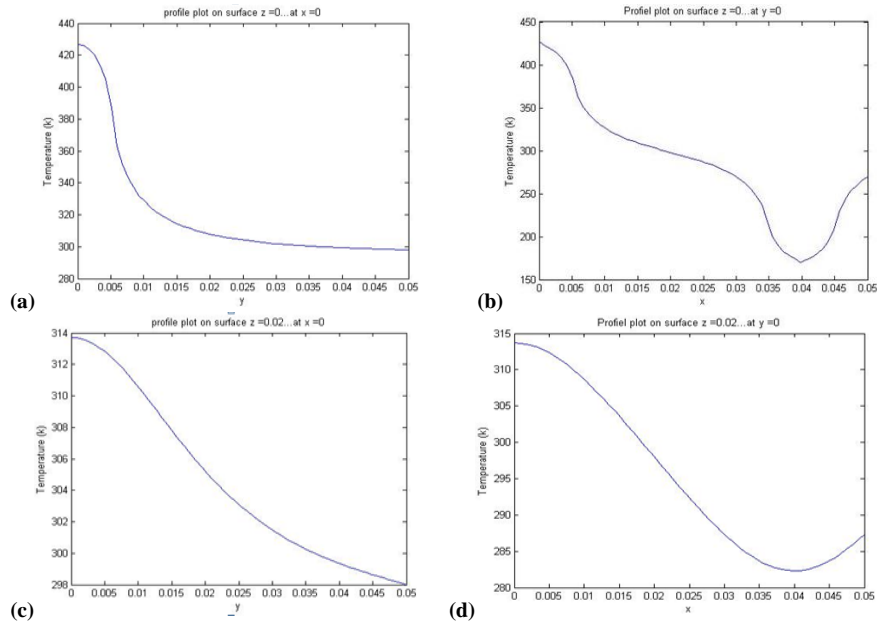 profile plot on surface z =0...at x =0
440
420
400
380
360
340
320
300
280
Temperature (k)
0 0.005 0.01 0.015 0.02 0.025 0.03 0.035 0.04 0.045 0.05
y
(a)
Profiel plot on surface z =0...at y =0
450
400
350
300
250
200
150
Temperature (k)
0 0.005 0.01 0.015 0.02 0.025 0.03 0.035 0.04 0.045 0.05
x
(b)
profile plot on surface z =0.02...at x =0
314
312
310
308
306
304
302
300
298
Temperature (k)
0 0.005 0.01 0.015 0.02 0.025 0.03 0.035 0.04 0.045 0.05
y
(c)
Profiel plot on surface z =0.02...at y =0
315
310
305
300
295
290
285
280
Temperature (k)
0 0.005 0.01 0.015 0.02 0.025 0.03 0.035 0.04 0.045 0.05
x
(d)